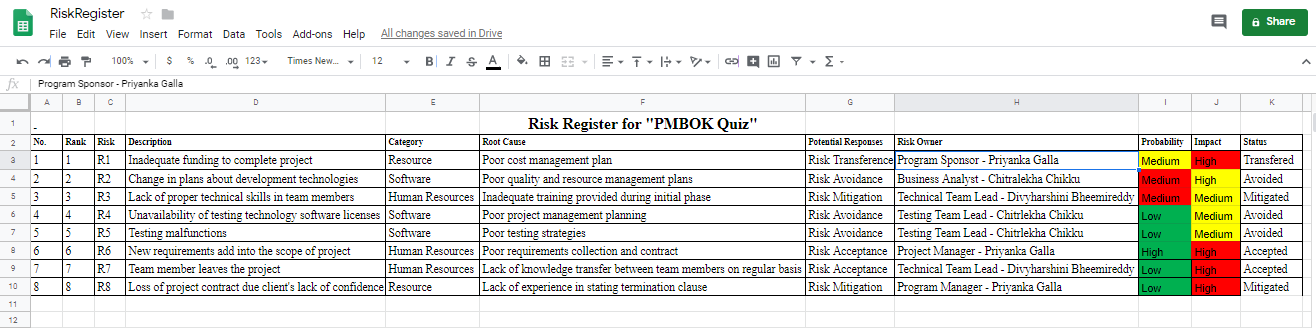 RiskRegister
File Edit View Insert Format Data Tools Add-ons Help All changes saved in Drive
Share
100% $ % .0 .00 123 Times New... 12 B I S A
fx Program Sponsor - Priyanka Galla
A B C D E F G H I J K
1 - Risk Register for "PMBOK Quiz"
2 No. Rank Risk Description Category Root Cause Potential Responses Risk Owner Probability Impact Status
3 1 1 R1 Inadequate funding to complete project Resource Poor cost management plan Risk Transference Program Sponsor - Priyanka Galla Medium High Transfered
4 2 2 R2 Change in plans about development technologies Software Poor quality and resource management plans Risk Avoidance Business Analyst - Chitralekha Chikku Medium High Avoided
5 3 3 R3 Lack of proper technical skills in team members Human Resources Inadequate training provided during initial phase Risk Mitigation Technical Team Lead - Divyharshini Bheemireddy Medium Medium Mitigated
6 4 4 R4 Unavailability of testing technology software licenses Software Poor project management planning Risk Avoidance Testing Team Lead - Chitrlekha Chikku Low Medium Avoided
7 5 5 R5 Testing malfunctions Software Poor testing strategies Risk Avoidance Testing Team Lead - Chitrlekha Chikku Low Medium Avoided
8 6 6 R6 New requirements add into the scope of project Human Resources Poor requirements collection and contract Risk Acceptance Project Manager - Priyanka Galla High High Accepted
9 7 7 R7 Team member leaves the project Human Resources Lack of knowledge transfer between team members on regular basis Risk Acceptance Technical Team Lead - Divyharshini Bheemireddy Low High Accepted
10 8 8 R8 Loss of project contract due client's lack of confidence Resource Lack of experience in stating termination clause Risk Mitigation Program Manager - Priyanka Galla Low High Mitigated
11
12